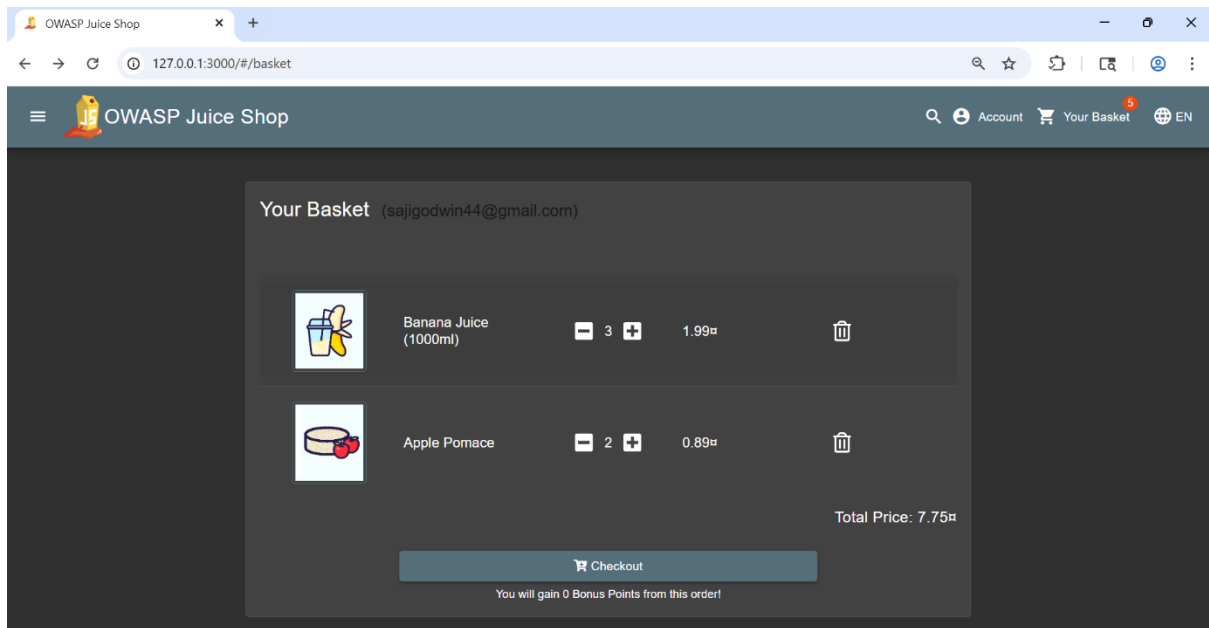 OWASP Juice Shop
127.0.0.1:3000/#/basket
JS OWASP Juice Shop
Account
5
Your Basket
EN
Your Basket (sajigodwin44@gmail.com)
Banana Juice
(1000ml)
3
1.99¤
Apple Pomace
2
0.89¤
Total Price: 7.75¤
Checkout
You will gain 0 Bonus Points from this order!